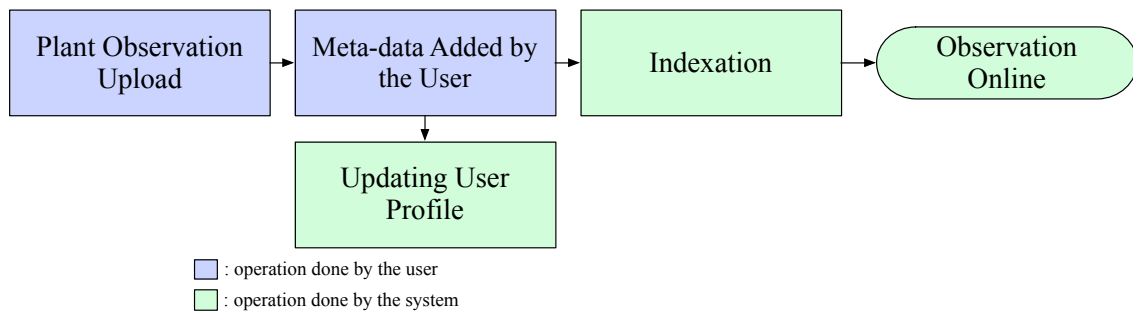 Plant Observation
Upload
Meta-data Added by
the User
Indexation
Observation
Online
Updating User
Profile
: operation done by the user
: operation done by the system